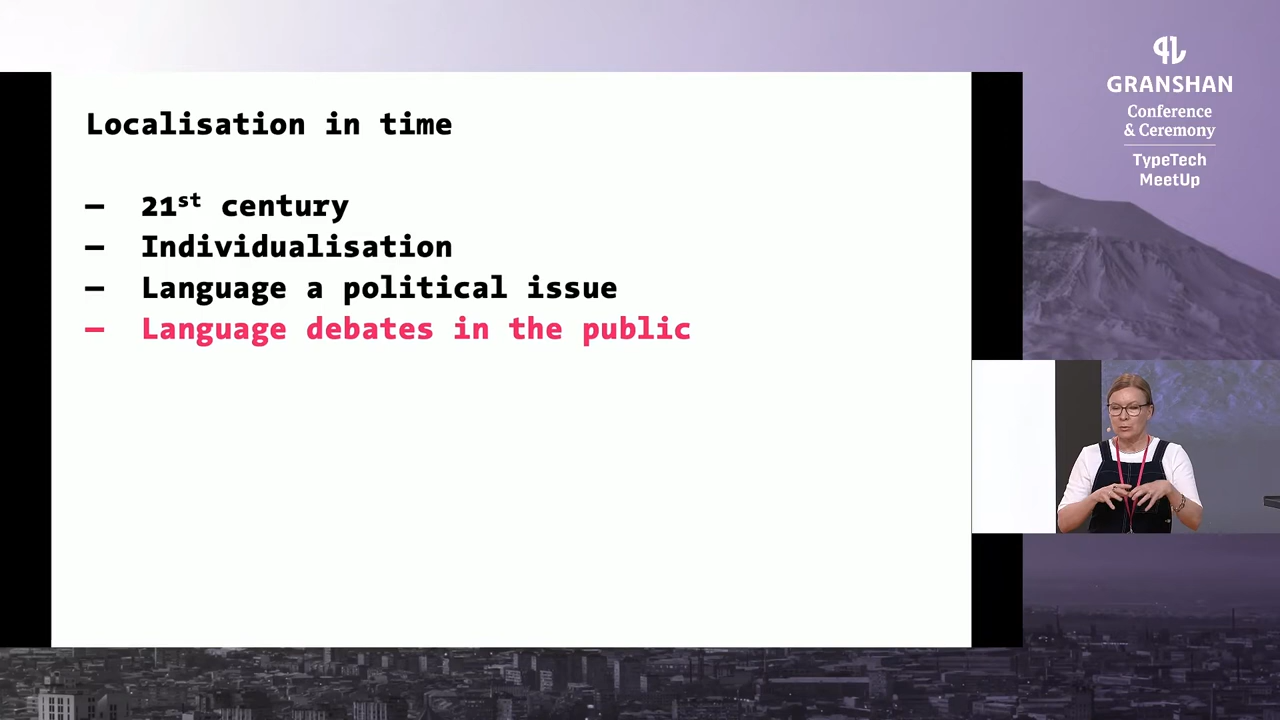 Localisation in time
— 21st century
— Individualisation
— Language a political issue
— Language debates in the public
GRANSHAN
Conference
& Ceremony
TypeTech
MeetUp